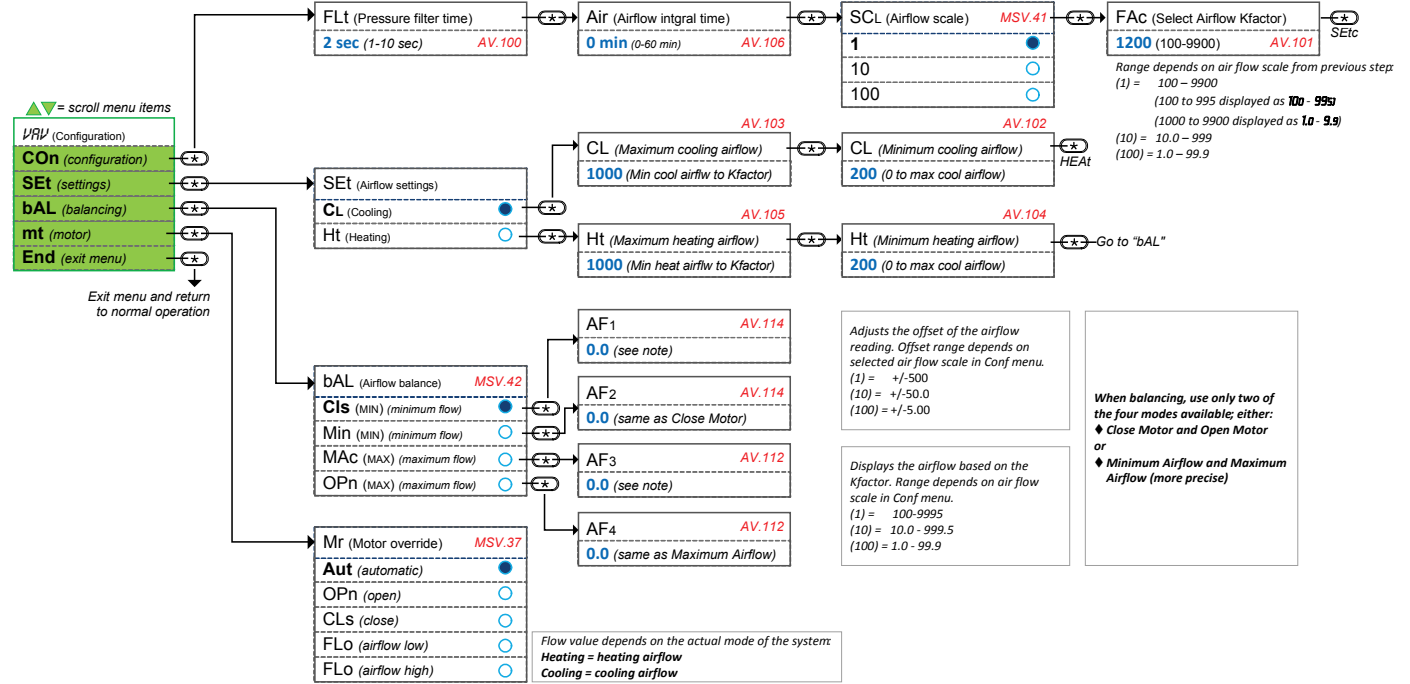 FLt (Pressure filter time)
2 sec (1-10 sec) AV.100
Air (Airflow intgral time)
0 min (0-60 min) AV.106
SCL (Airflow scale) MSV.41
1
10
100
FAc (Select Airflow Kfactor)
1200 (100-9900) AV.101
SEtc
Range depends on air flow scale from previous step:
(1) = 100 – 9900
(100 to 995 displayed as 10o - 99s)
(1000 to 9900 displayed as 1.o - 9.9)
(10) = 10.0 – 999
(100) = 1.0 – 99.9
= scroll menu items
VAV (Configuration)
COn (configuration)
SEt (settings)
bAL (balancing)
mt (motor)
End (exit menu)
Exit menu and return
to normal operation
SEt (Airflow settings)
CL (Cooling)
Ht (Heating)
AV.103
CL (Maximum cooling airflow)
1000 (Min cool airflw to Kfactor)
AV.102
CL (Minimum cooling airflow)
200 (0 to max cool airflow)
HEAt
AV.105
Ht (Maximum heating airflow)
1000 (Min heat airflw to Kfactor)
AV.104
Ht (Minimum heating airflow)
200 (0 to max cool airflow)
Go to “bAL”
bAL (Airflow balance) MSV.42
Cls (MIN) (minimum flow)
Min (MIN) (minimum flow)
MAc (MAX) (maximum flow)
OPn (MAX) (maximum flow)
AF1 AV.114
0.0 (see note)
AF2 AV.114
0.0 (same as Close Motor)
AF3 AV.112
0.0 (see note)
AF4 AV.112
0.0 (same as Maximum Airflow)
Adjusts the offset of the airflow
reading. Offset range depends on
selected air flow scale in Conf menu.
(1) = +/-500
(10) = +/-50.0
(100) = +/-5.00
Displays the airflow based on the
Kfactor. Range depends on air flow
scale in Conf menu.
(1) = 100-9995
(10) = 10.0 - 999.5
(100) = 1.0 - 99.9
When balancing, use only two of
the four modes available; either:
♦ Close Motor and Open Motor
or
♦ Minimum Airflow and Maximum
Airflow (more precise)
Mr (Motor override) MSV.37
Aut (automatic)
OPn (open)
CLs (close)
FLo (airflow low)
FLo (airflow high)
Flow value depends on the actual mode of the system:
Heating = heating airflow
Cooling = cooling airflow